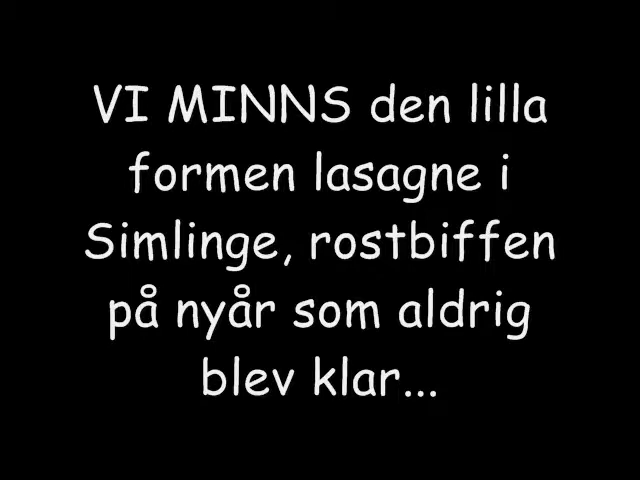 VI MINNS den lilla
formen lasagne i
Simlinge, rostbiffen
på nyår som aldrig
blev klar...